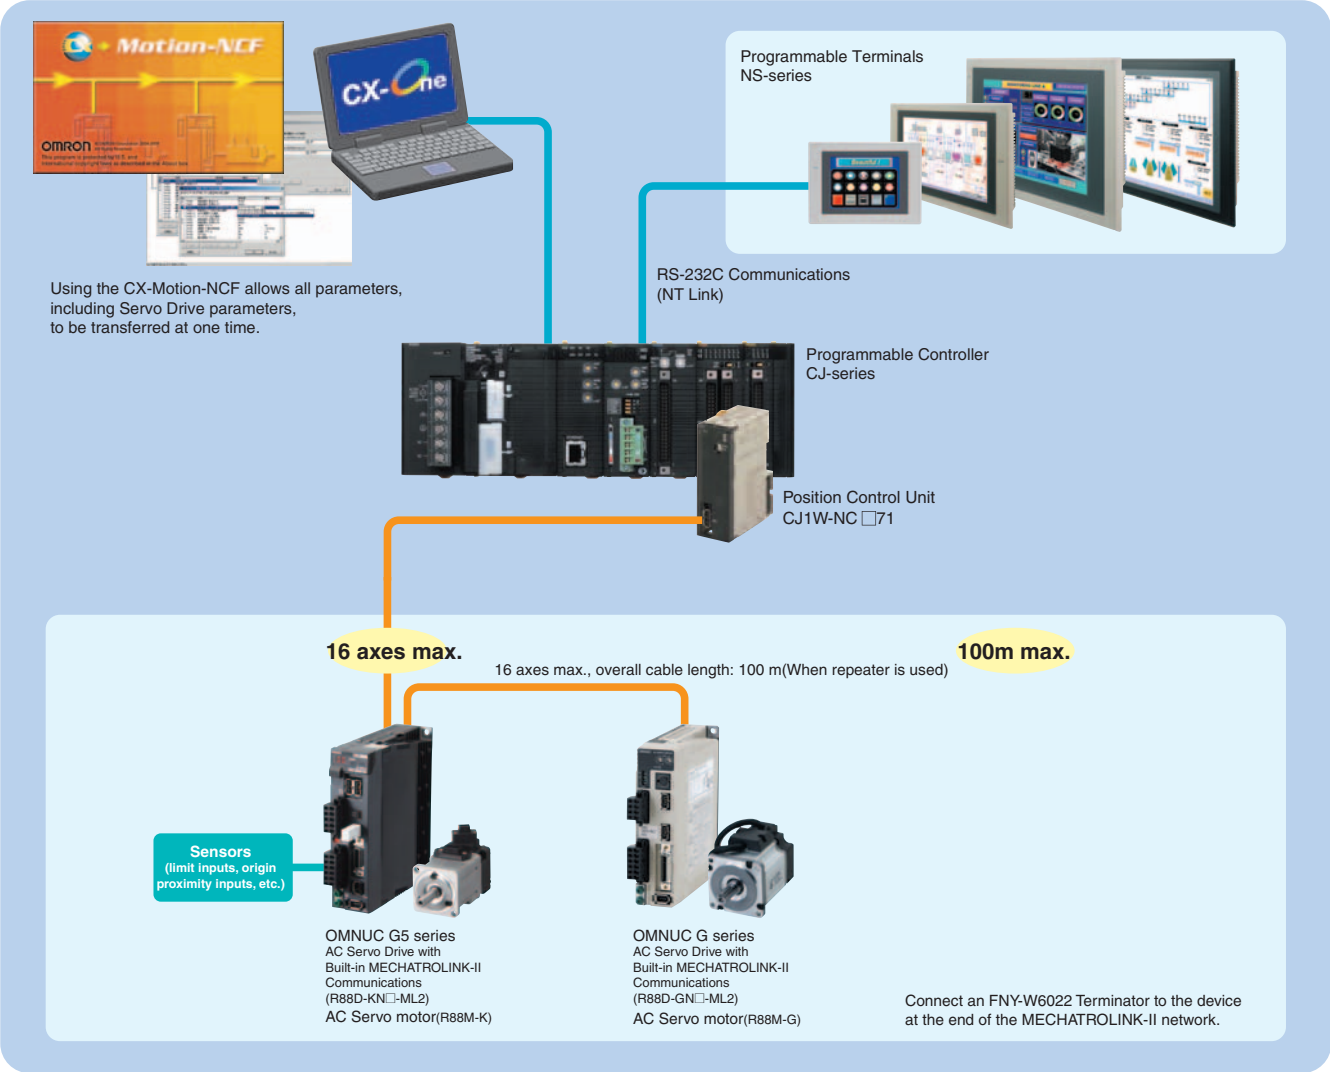 Motion-NCF
OMRON
CX-One
Using the CX-Motion-NCF allows all parameters,
including Servo Drive parameters,
to be transferred at one time.
Programmable Terminals
NS-series
Beautiful !
RS-232C Communications
(NT Link)
Programmable Controller
CJ-series
Position Control Unit
CJ1W-NC □71
16 axes max.
16 axes max., overall cable length: 100 m(When repeater is used)
100m max.
Sensors
(limit inputs, origin
proximity inputs, etc.)
OMNUC G5 series
AC Servo Drive with
Built-in MECHATROLINK-II
Communications
(R88D-KN□-ML2)
AC Servo motor(R88M-K)
OMNUC G series
AC Servo Drive with
Built-in MECHATROLINK-II
Communications
(R88D-GN□-ML2)
AC Servo motor(R88M-G)
Connect an FNY-W6022 Terminator to the device
at the end of the MECHATROLINK-II network.